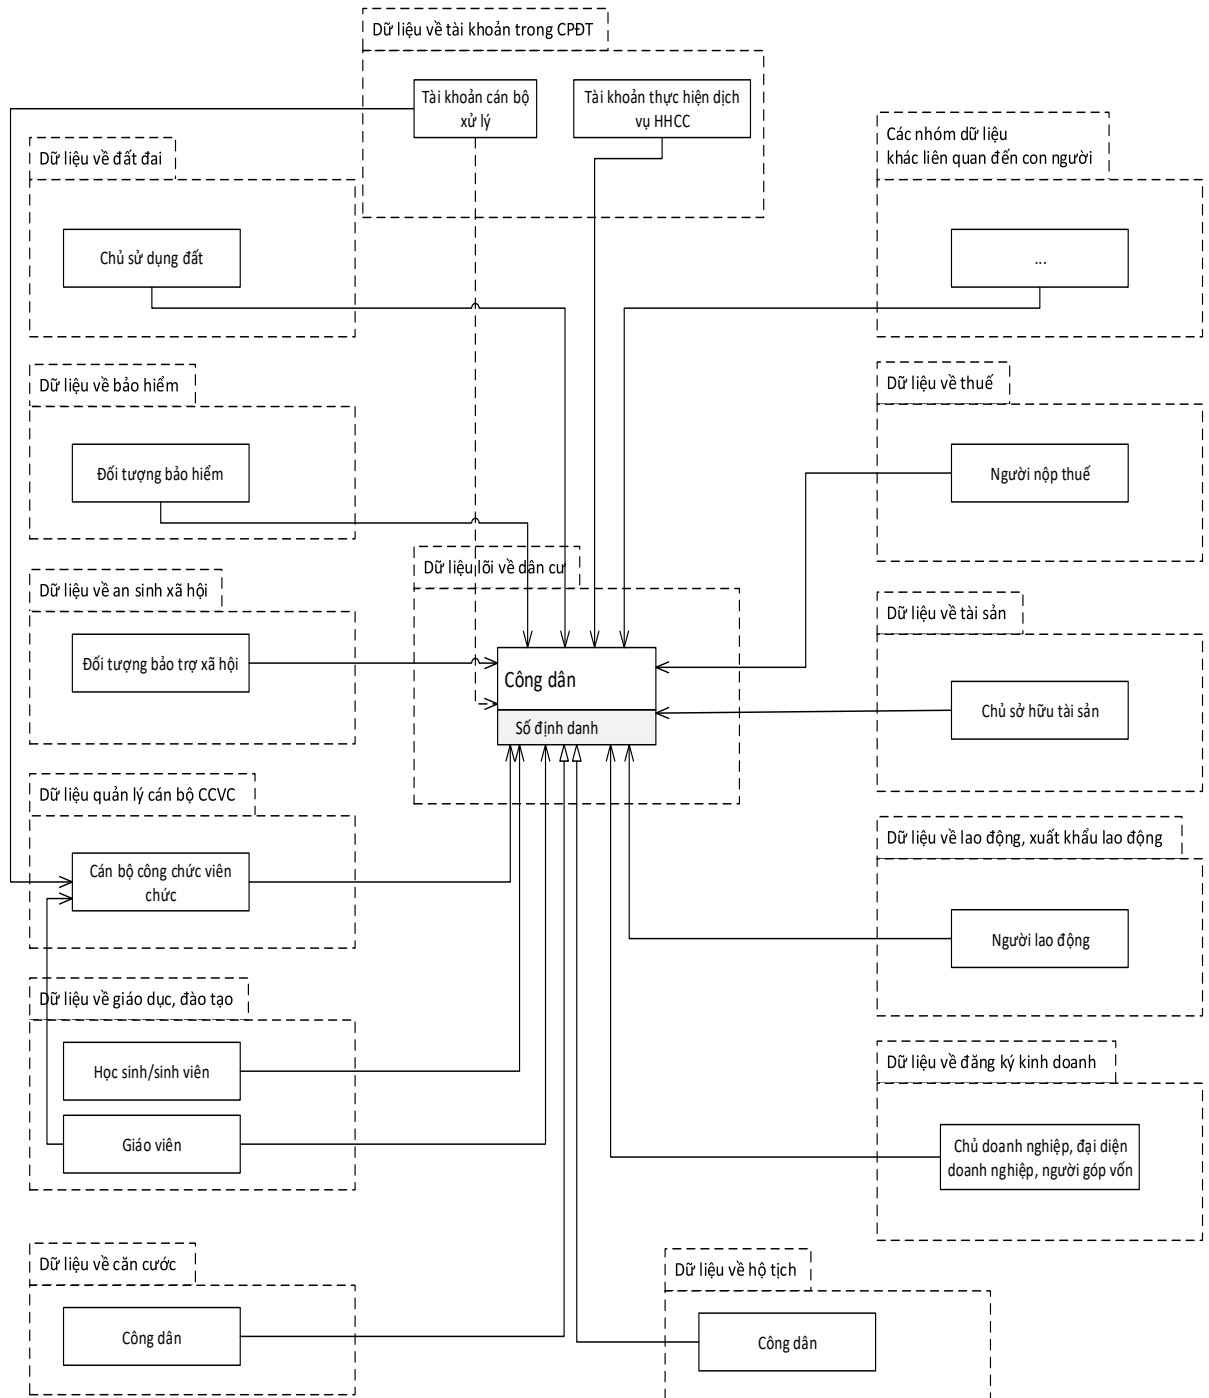 Dữ liệu về tài khoản trong CPĐT
Tài khoản cán bộ
xử lý
Tài khoản thực hiện dịch
vụ HHCC
Dữ liệu về đất đai
Chủ sử dụng đất
Các nhóm dữ liệu
khác liên quan đến con người
...
Dữ liệu về bảo hiểm
Đối tượng bảo hiểm
Dữ liệu về thuế
Người nộp thuế
Dữ liệu lõi về dân cư
Công dân
Số định danh
Dữ liệu về an sinh xã hội
Đối tượng bảo trợ xã hội
Dữ liệu về tài sản
Chủ sở hữu tài sản
Dữ liệu quản lý cán bộ CCVC
Cán bộ công chức viên
chức
Dữ liệu về lao động, xuất khẩu lao động
Người lao động
Dữ liệu về giáo dục, đào tạo
Học sinh/sinh viên
Giáo viên
Dữ liệu về đăng ký kinh doanh
Chủ doanh nghiệp, đại diện
doanh nghiệp, người góp vốn
Dữ liệu về căn cước
Công dân
Dữ liệu về hộ tịch
Công dân